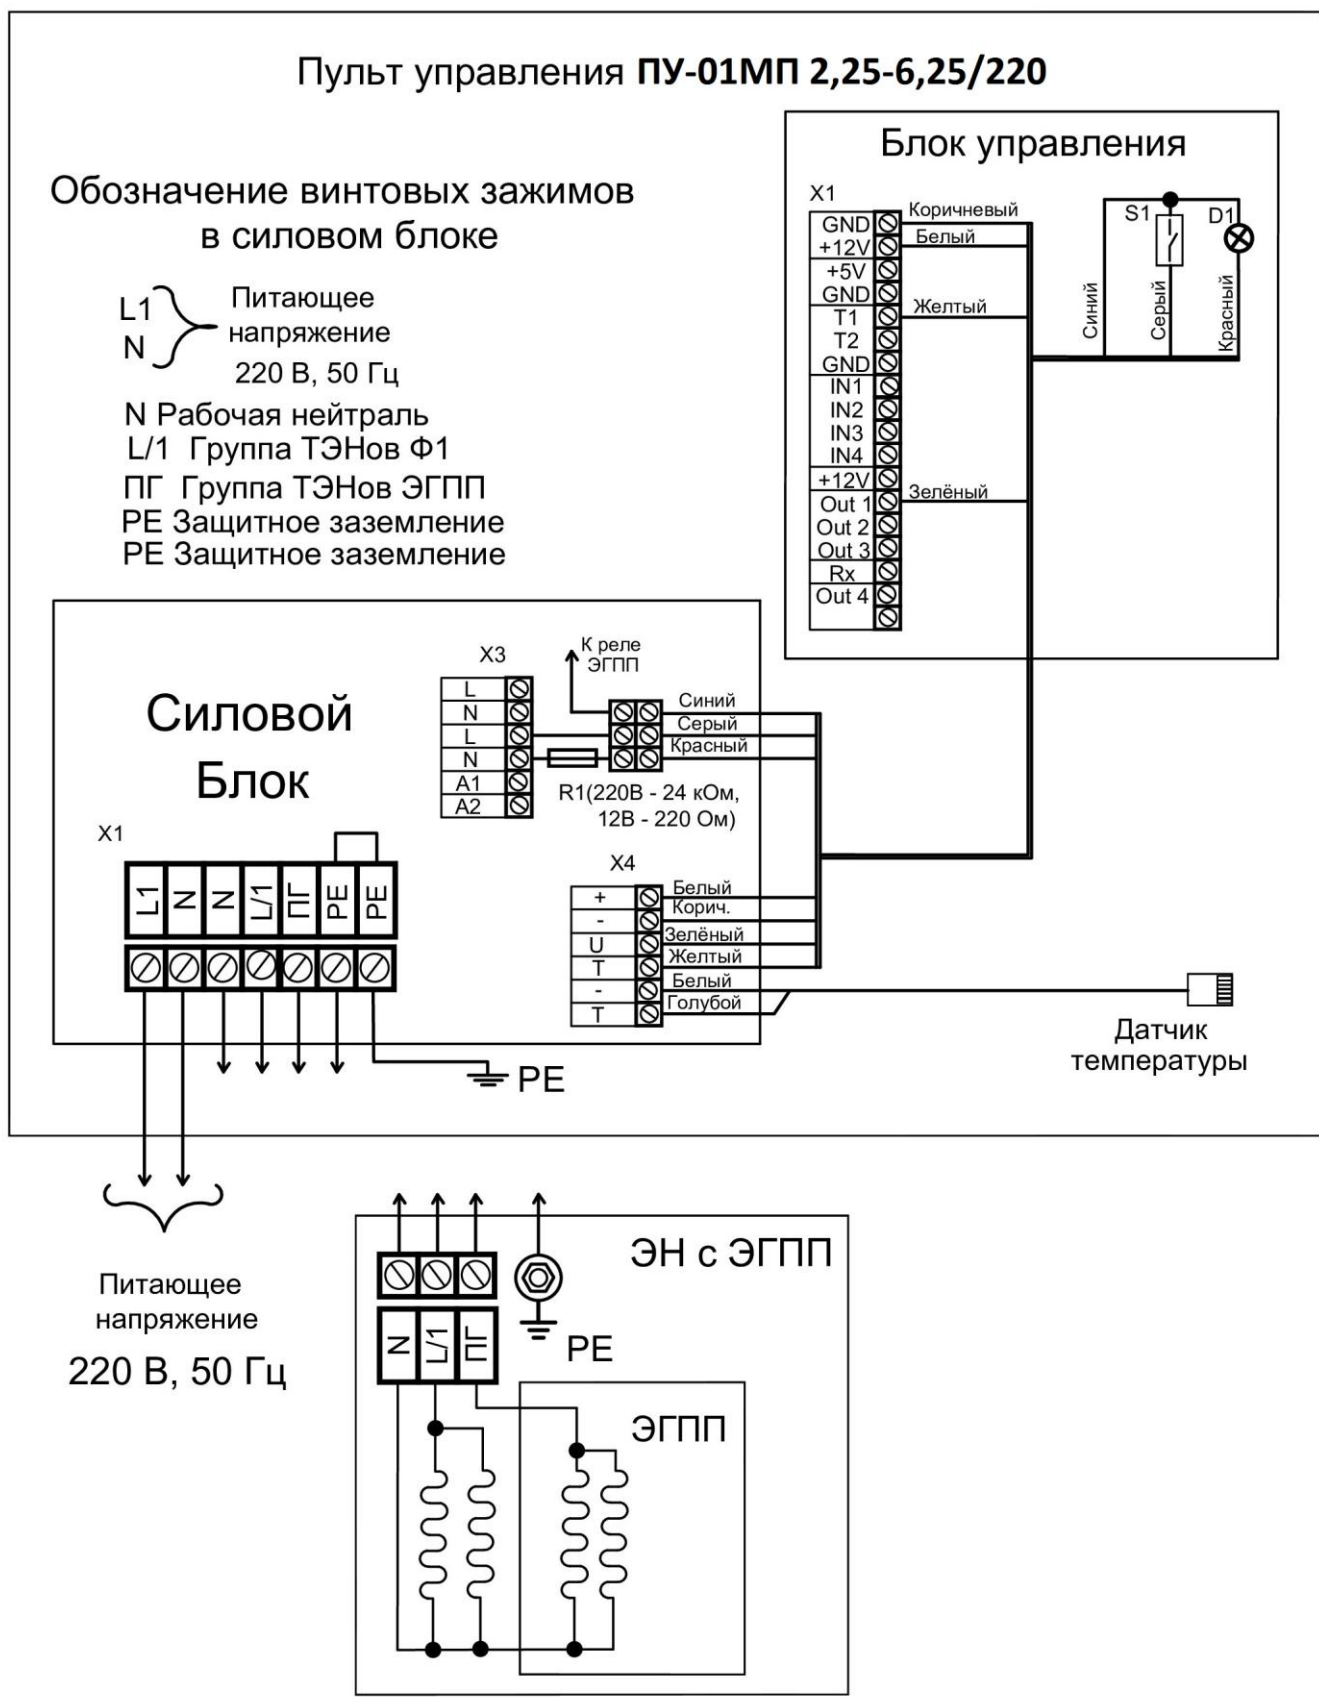 Пульт управления ПУ-01МП 2,25-6,25/220
Блок управления
Обозначение винтовых зажимов
в силовом блоке
L1
N
Питающее
напряжение
220 В, 50 Гц
N Рабочая нейтраль
L/1 Группа ТЭНов Ф1
ПГ Группа ТЭНов ЭГПП
PE Защитное заземление
PE Защитное заземление
X1
GND
+12V
+5V
GND
T1
T2
GND
IN1
IN2
IN3
IN4
+12V
Out 1
Out 2
Out 3
Rx
Out 4
Коричневый
Белый
Желтый
Зелёный
S1
D1
Синий
Серый
Красный
Силовой
Блок
X3
L
N
L
N
A1
A2
К реле
ЭГПП
Синий
Серый
Красный
R1(220В - 24 кОм,
12В - 220 Ом)
X1
L1
N
N
L/1
ПГ
PE
PE
X4
+
-
U
T
-
T
Белый
Корич.
Зелёный
Желтый
Белый
Голубой
Датчик
температуры
PE
Питающее
напряжение
220 В, 50 Гц
ЭН с ЭГПП
N
L/1
ПГ
PE
ЭГПП